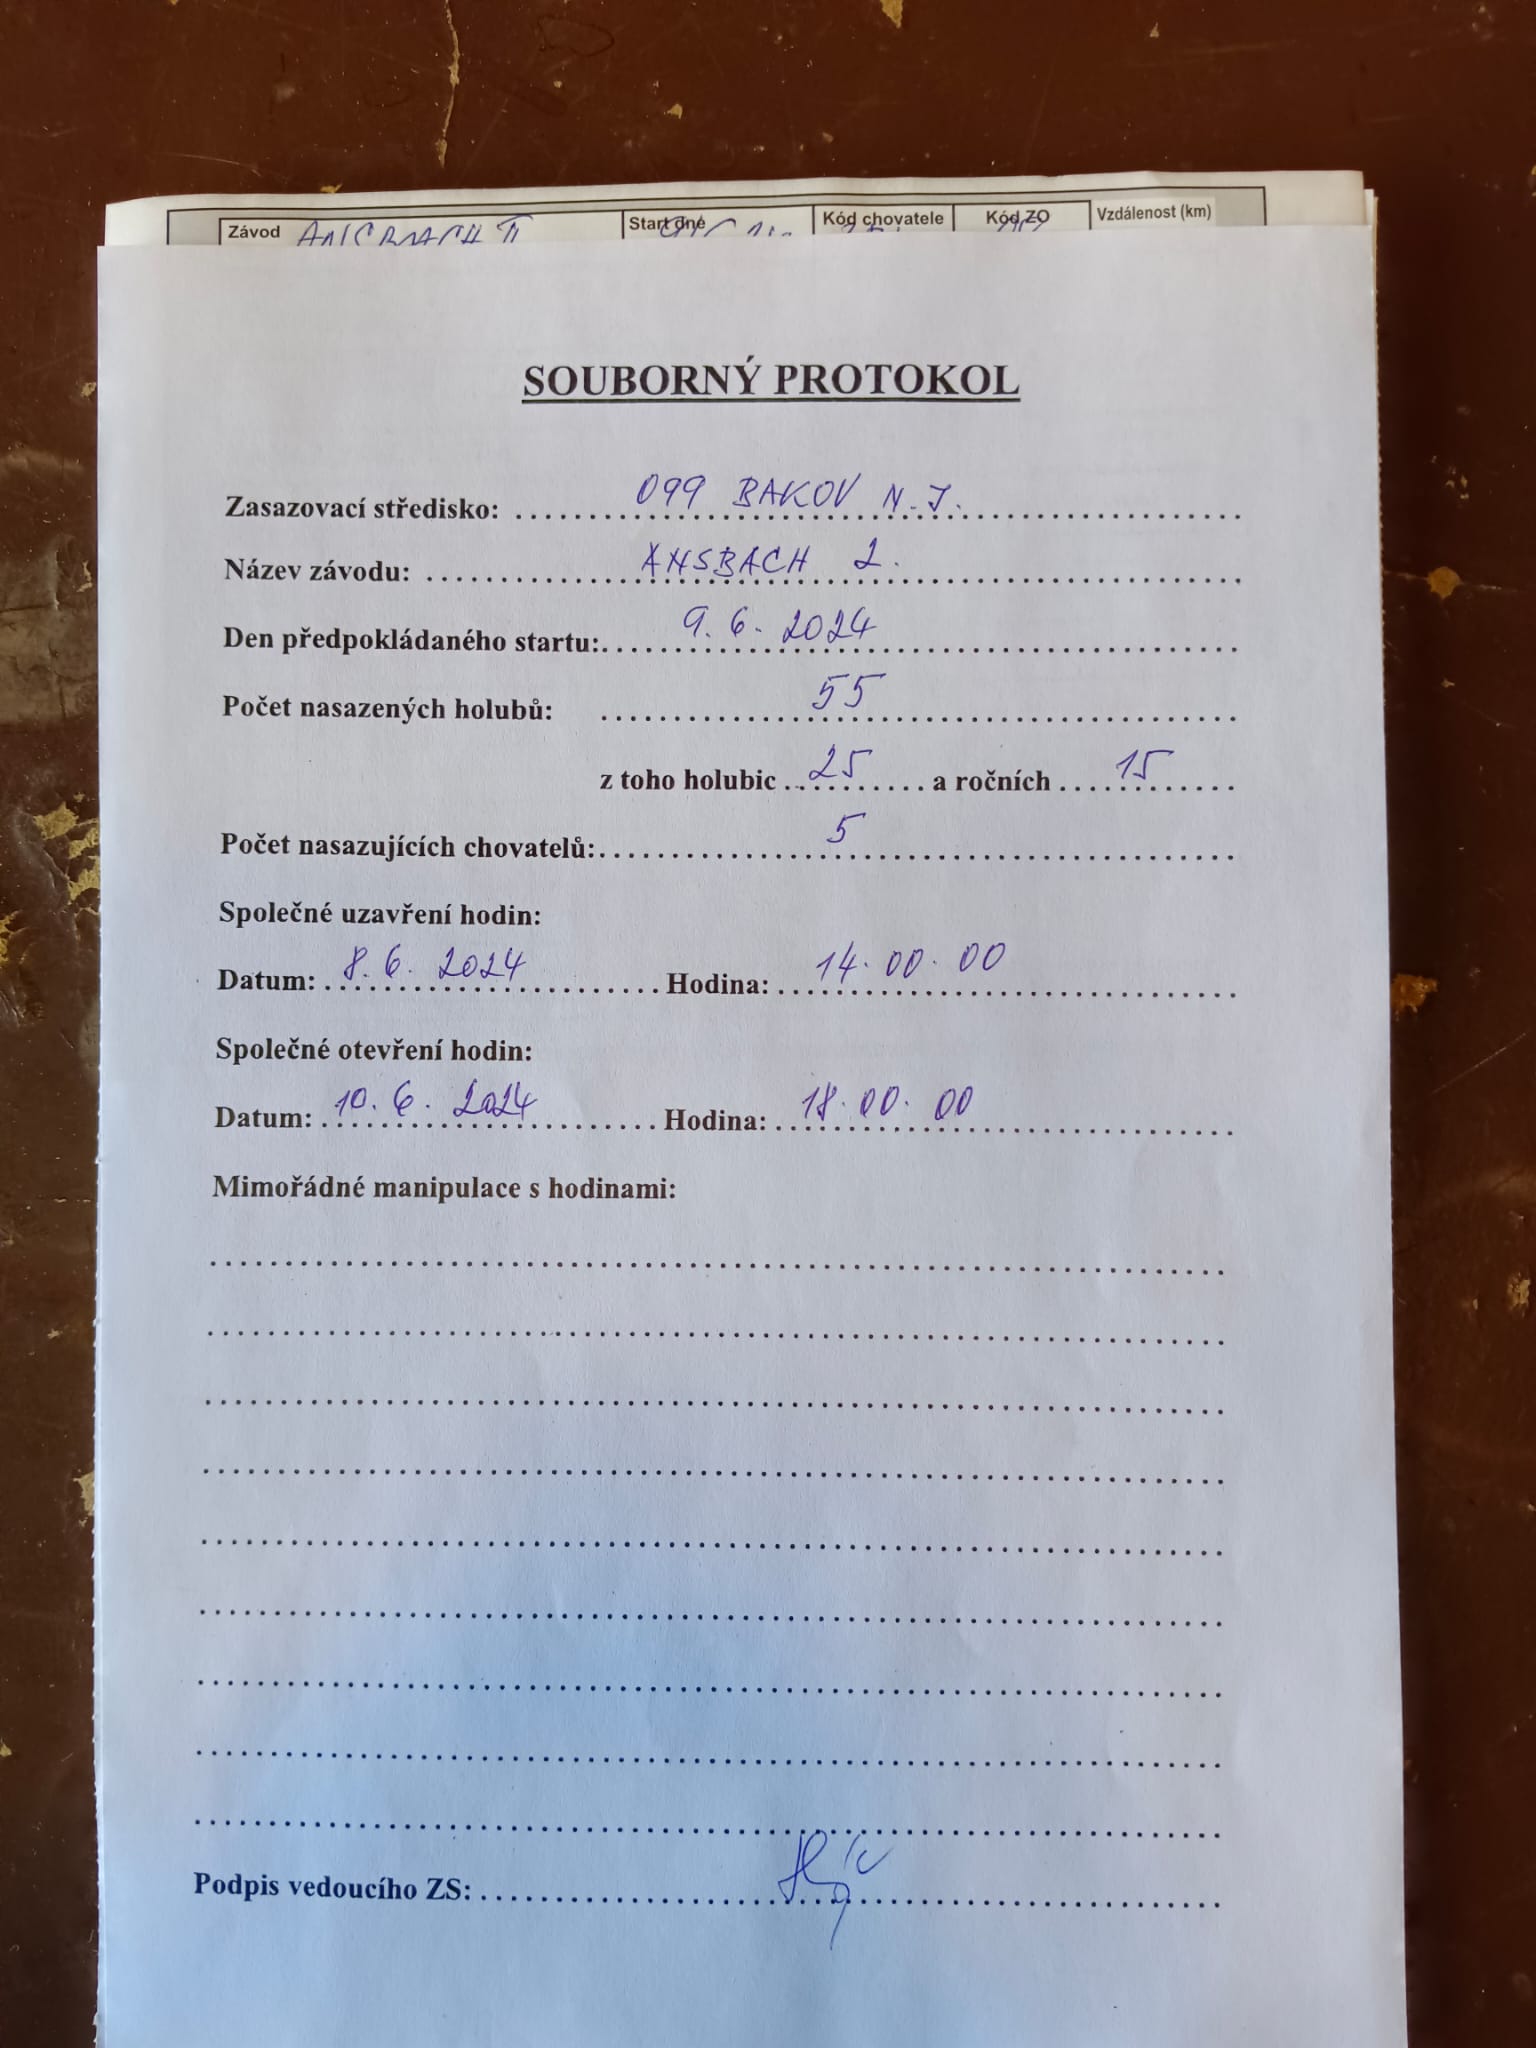 Závod ANSBACH II Start dne Kód chovatele Kód ZO Vzdálenost (km)
SOUBORNÝ PROTOKOL
Zasazovací středisko: 099 BAKOV N.J.
Název závodu: ANSBACH 2.
Den předpokládaného startu: 9. 6. 2024
Počet nasazených holubů: 55
z toho holubic 25 a ročních 15
Počet nasazujících chovatelů: 5
Společné uzavření hodin:
Datum: 8. 6. 2024 Hodina: 14. 00. 00
Společné otevření hodin:
Datum: 10. 6. 2024 Hodina: 18. 00. 00
Mimořádné manipulace s hodinami:
Podpis vedoucího ZS: